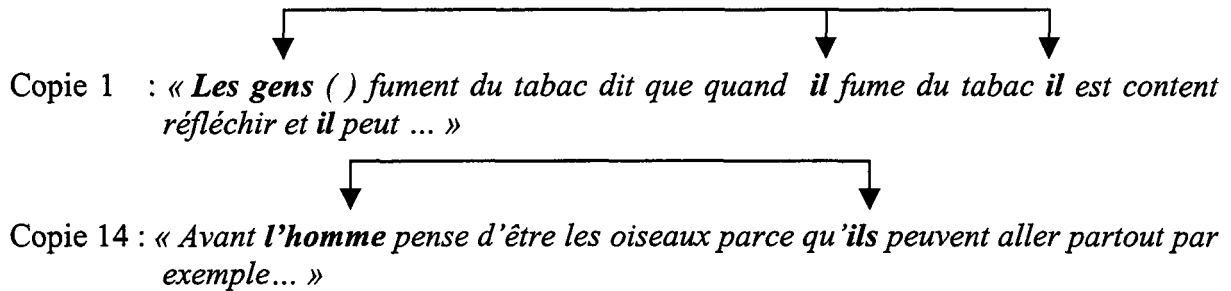 Copie 1 : « Les gens ( ) fument du tabac dit que quand il fume du tabac il est content
réfléchir et il peut ... »
Copie 14 : « Avant l’homme pense d’être les oiseaux parce qu’ils peuvent aller partout par
exemple... »